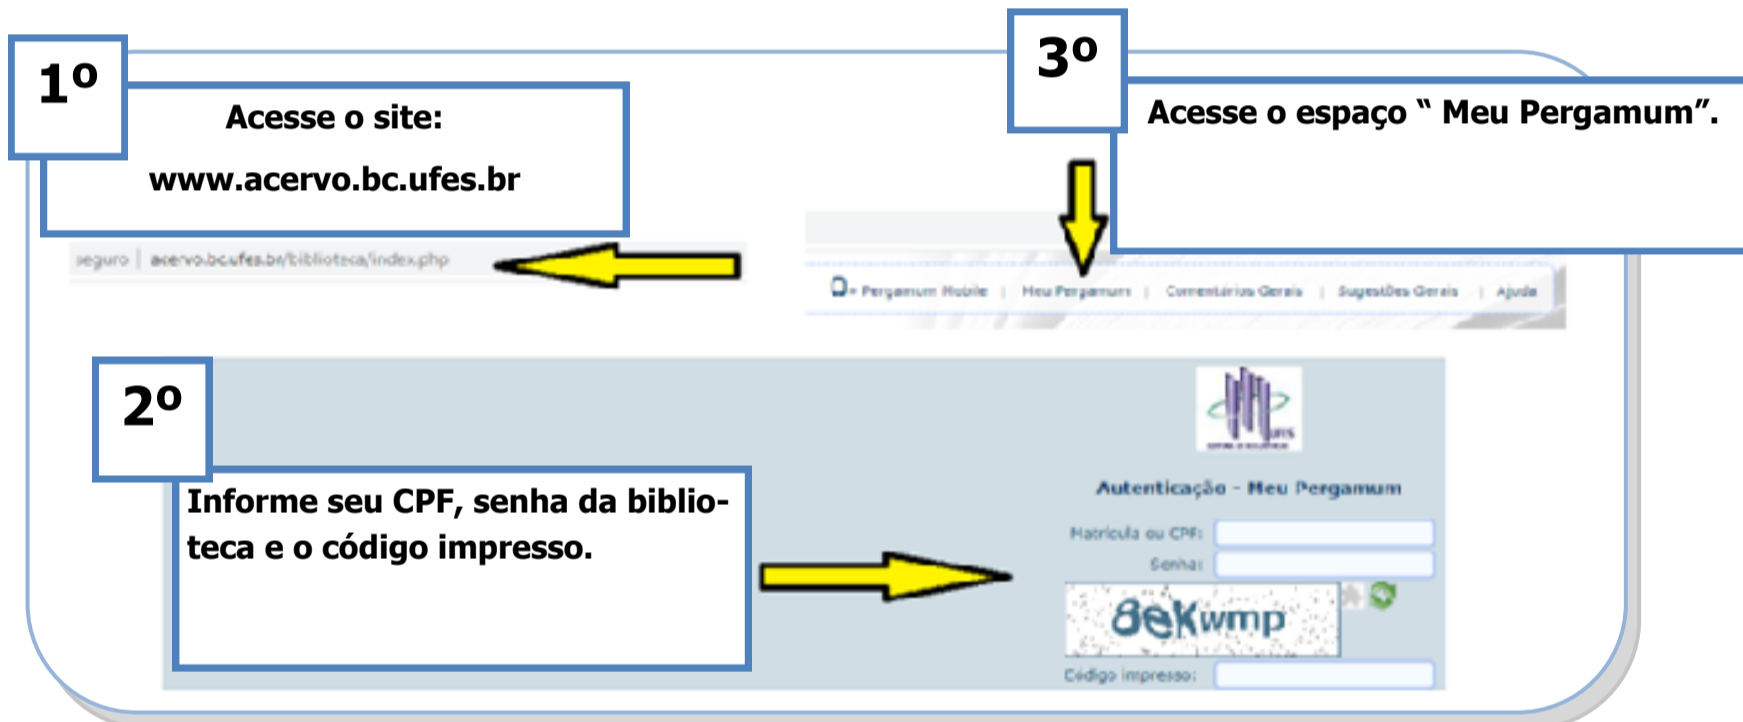 1º
Acesse o site:
www.acervo.bc.ufes.br
seguro | acervo.bc.ufes.br/biblioteca/index.php
3º
Acesse o espaço “ Meu Pergamum”.
- Pergamum Mobile | Meu Pergamum | Comentários Gerais | Sugestões Gerais | Ajuda
2º
Informe seu CPF, senha da biblio-
teca e o código impresso.
Autenticação - Meu Pergamum
Matrícula ou CPF:
Senha:
8eKwmp
Código impresso: